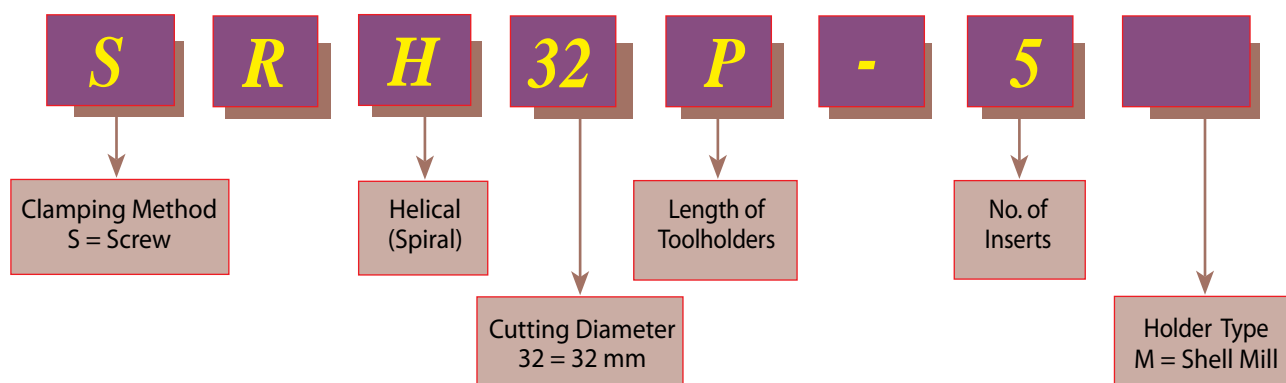 S R H 32 P - 5
Clamping Method
S = Screw
Helical
(Spiral)
Length of
Toolholders
No. of
Inserts
Cutting Diameter
32 = 32 mm
Holder Type
M = Shell Mill